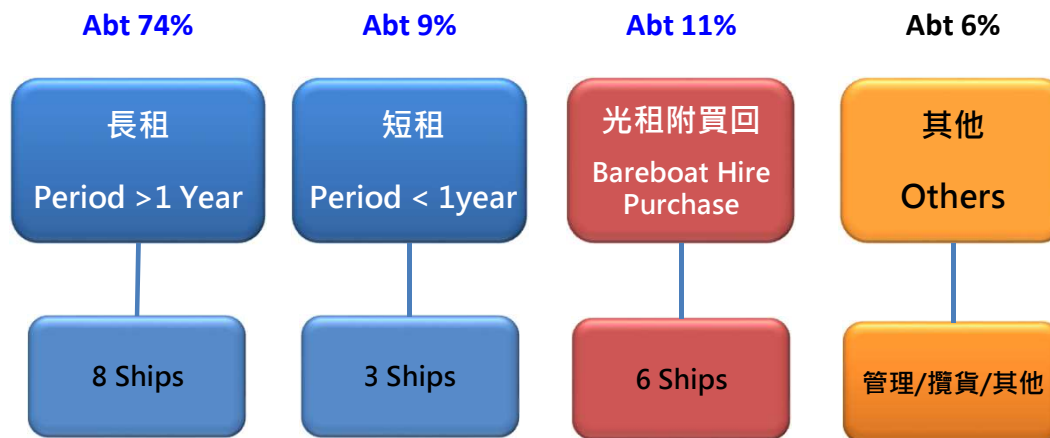 Abt 74%
Abt 9%
Abt 11%
Abt 6%
長租
Period >1 Year
短租
Period < 1year
光租附買回
Bareboat Hire
Purchase
其他
Others
8 Ships
3 Ships
6 Ships
管理/攬貨/其他